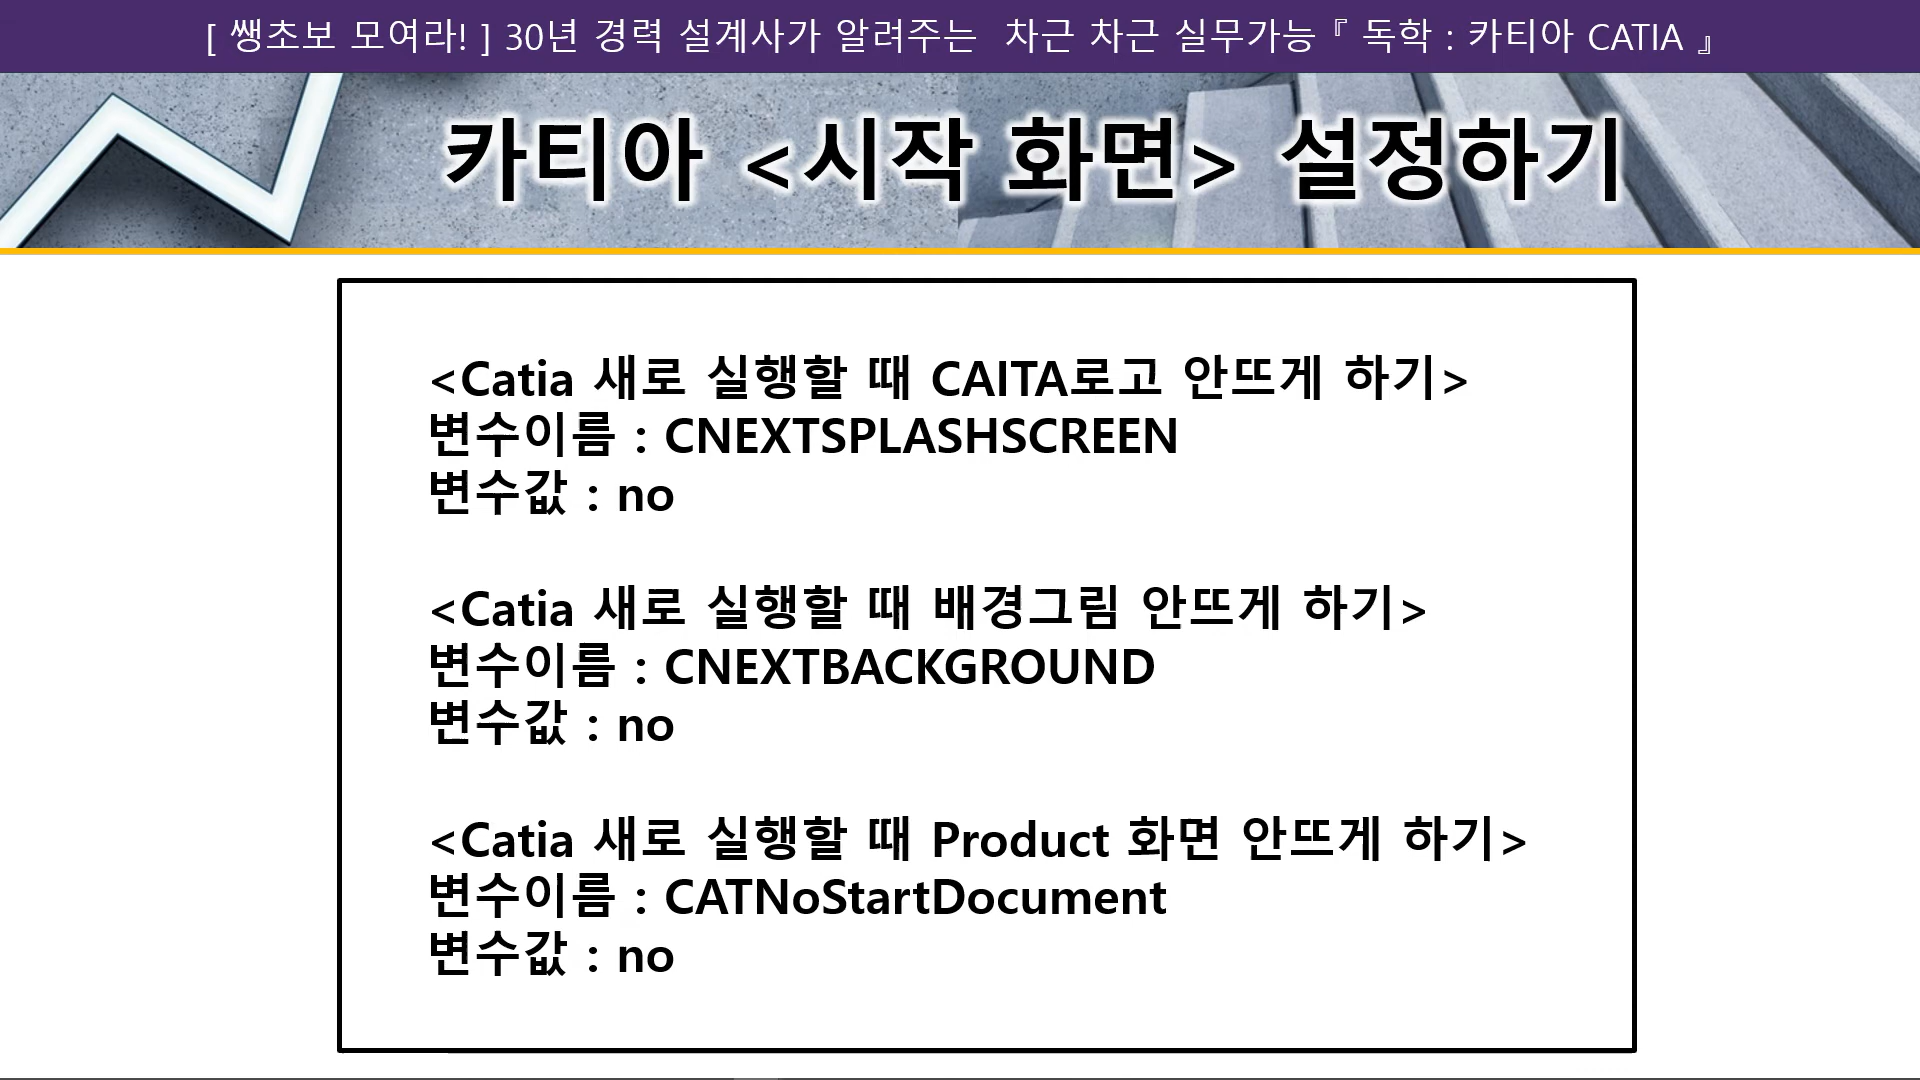 [ 쌩초보 모여라! ] 30년 경력 설계사가 알려주는 차근 차근 실무가능『 독학 : 카티아 CATIA 』
카티아 <시작 화면> 설정하기
<Catia 새로 실행할 때 CAITA로고 안뜨게 하기>
변수이름 : CNEXTSPLASHSCREEN
변수값 : no
<Catia 새로 실행할 때 배경그림 안뜨게 하기>
변수이름 : CNEXTBACKGROUND
변수값 : no
<Catia 새로 실행할 때 Product 화면 안뜨게 하기>
변수이름 : CATNoStartDocument
변수값 : no